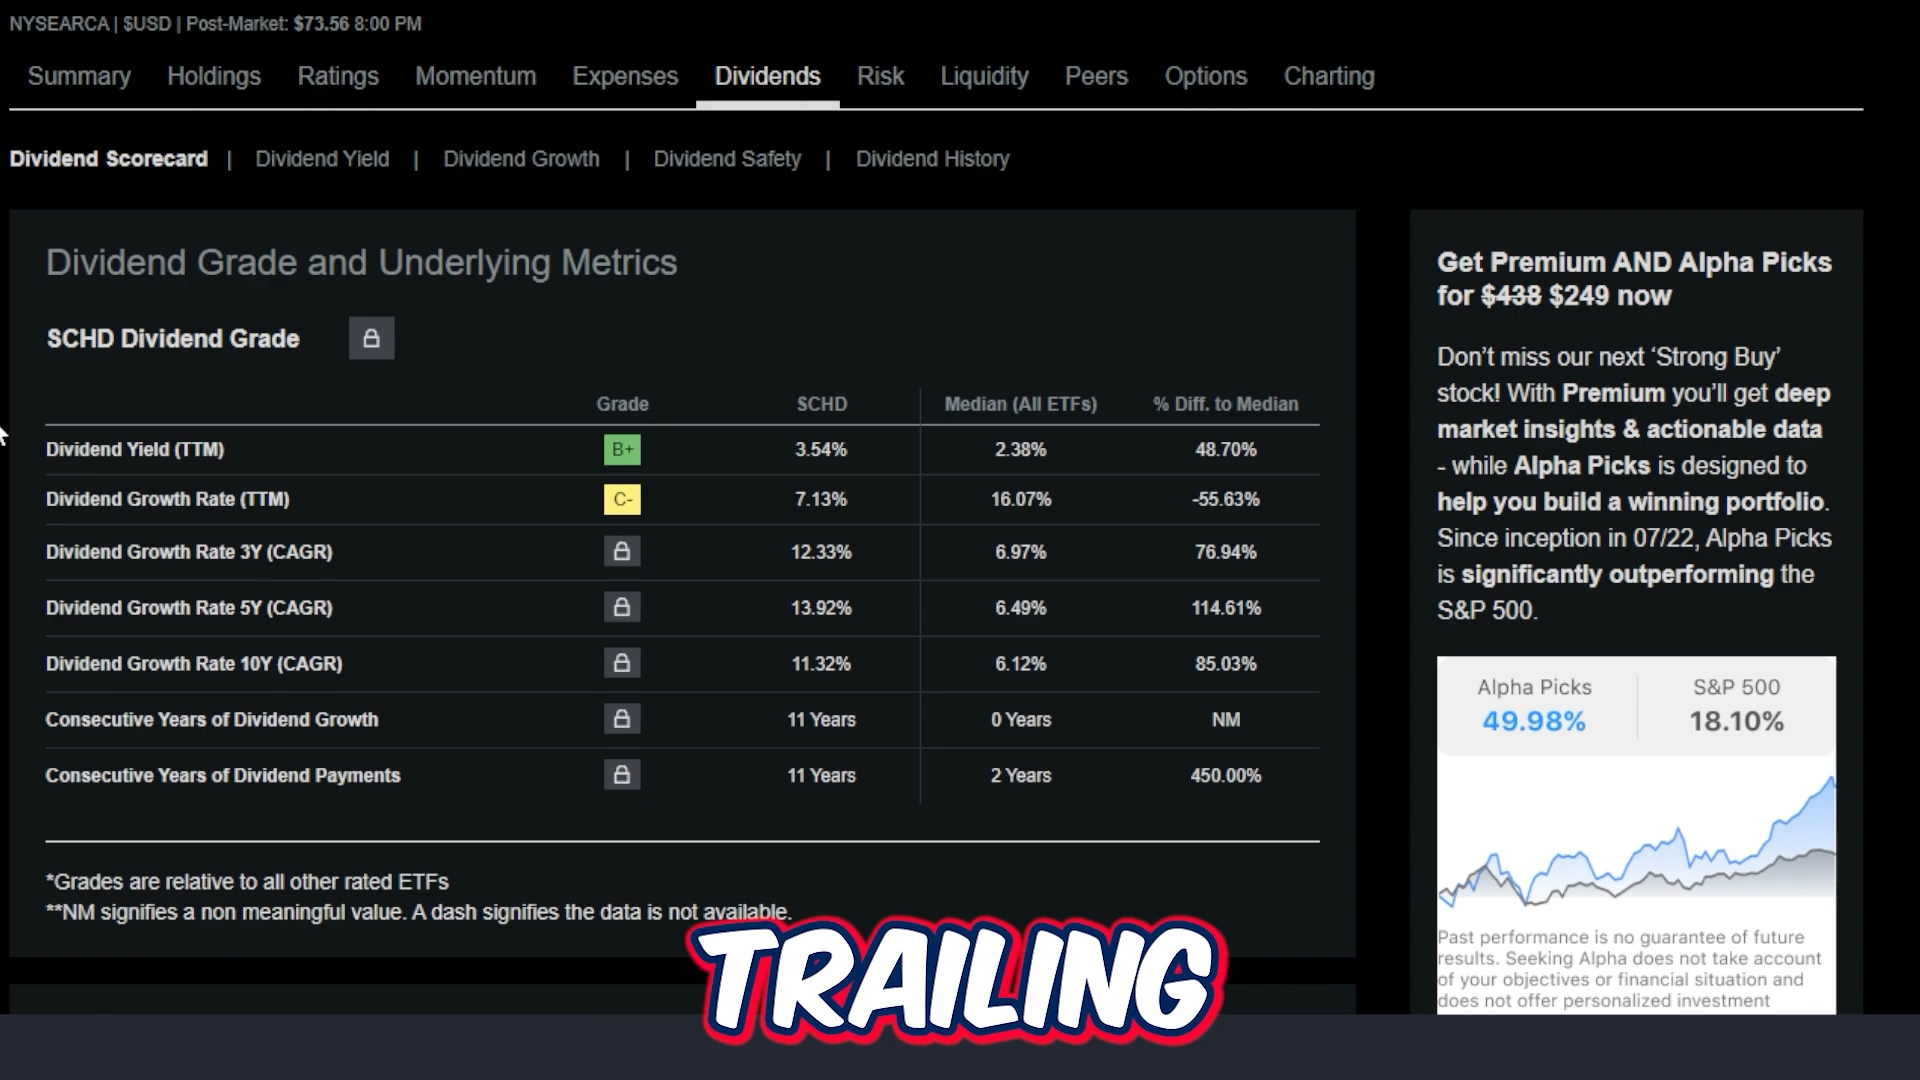 NYSEARCA | $USD | Post-Market: $73.56 8:00 PM
Summary Holdings Ratings Momentum Expenses Dividends Risk Liquidity Peers Options Charting
Dividend Scorecard | Dividend Yield | Dividend Growth | Dividend Safety | Dividend History
Dividend Grade and Underlying Metrics
SCHD Dividend Grade
Grade SCHD Median (All ETFs) % Diff. to Median
Dividend Yield (TTM) B+ 3.54% 2.38% 48.70%
Dividend Growth Rate (TTM) C- 7.13% 16.07% -55.63%
Dividend Growth Rate 3Y (CAGR) 12.33% 6.97% 76.94%
Dividend Growth Rate 5Y (CAGR) 13.92% 6.49% 114.61%
Dividend Growth Rate 10Y (CAGR) 11.32% 6.12% 85.03%
Consecutive Years of Dividend Growth 11 Years 0 Years NM
Consecutive Years of Dividend Payments 11 Years 2 Years 450.00%
*Grades are relative to all other rated ETFs
**NM signifies a non meaningful value. A dash signifies the data is not available.
Get Premium AND Alpha Picks
for $438 $249 now
Don't miss our next ‘Strong Buy’
stock! With Premium you'll get deep
market insights & actionable data
- while Alpha Picks is designed to
help you build a winning portfolio.
Since inception in 07/22, Alpha Picks
is significantly outperforming the
S&P 500.
Alpha Picks S&P 500
49.98% 18.10%
Past performance is no guarantee of future
results. Seeking Alpha does not take account
of your objectives or financial situation and
does not offer personalized investment
TRAILING